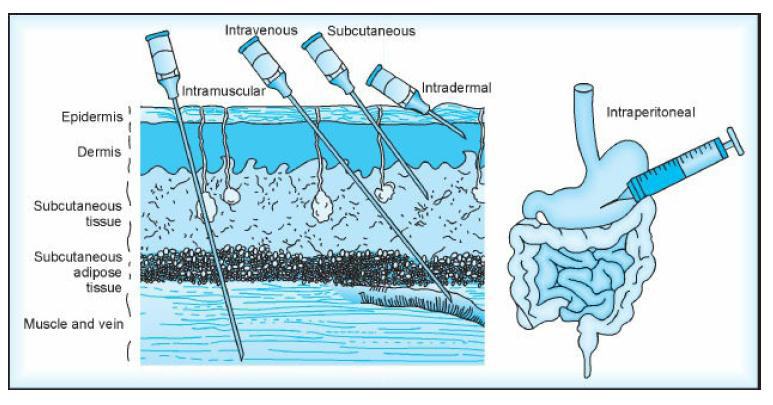 Intravenous
Subcutaneous
Intramuscular
Intradermal
Epidermis
Dermis
Subcutaneous
tissue
Subcutaneous
adipose
tissue
Muscle and vein
Intraperitoneal